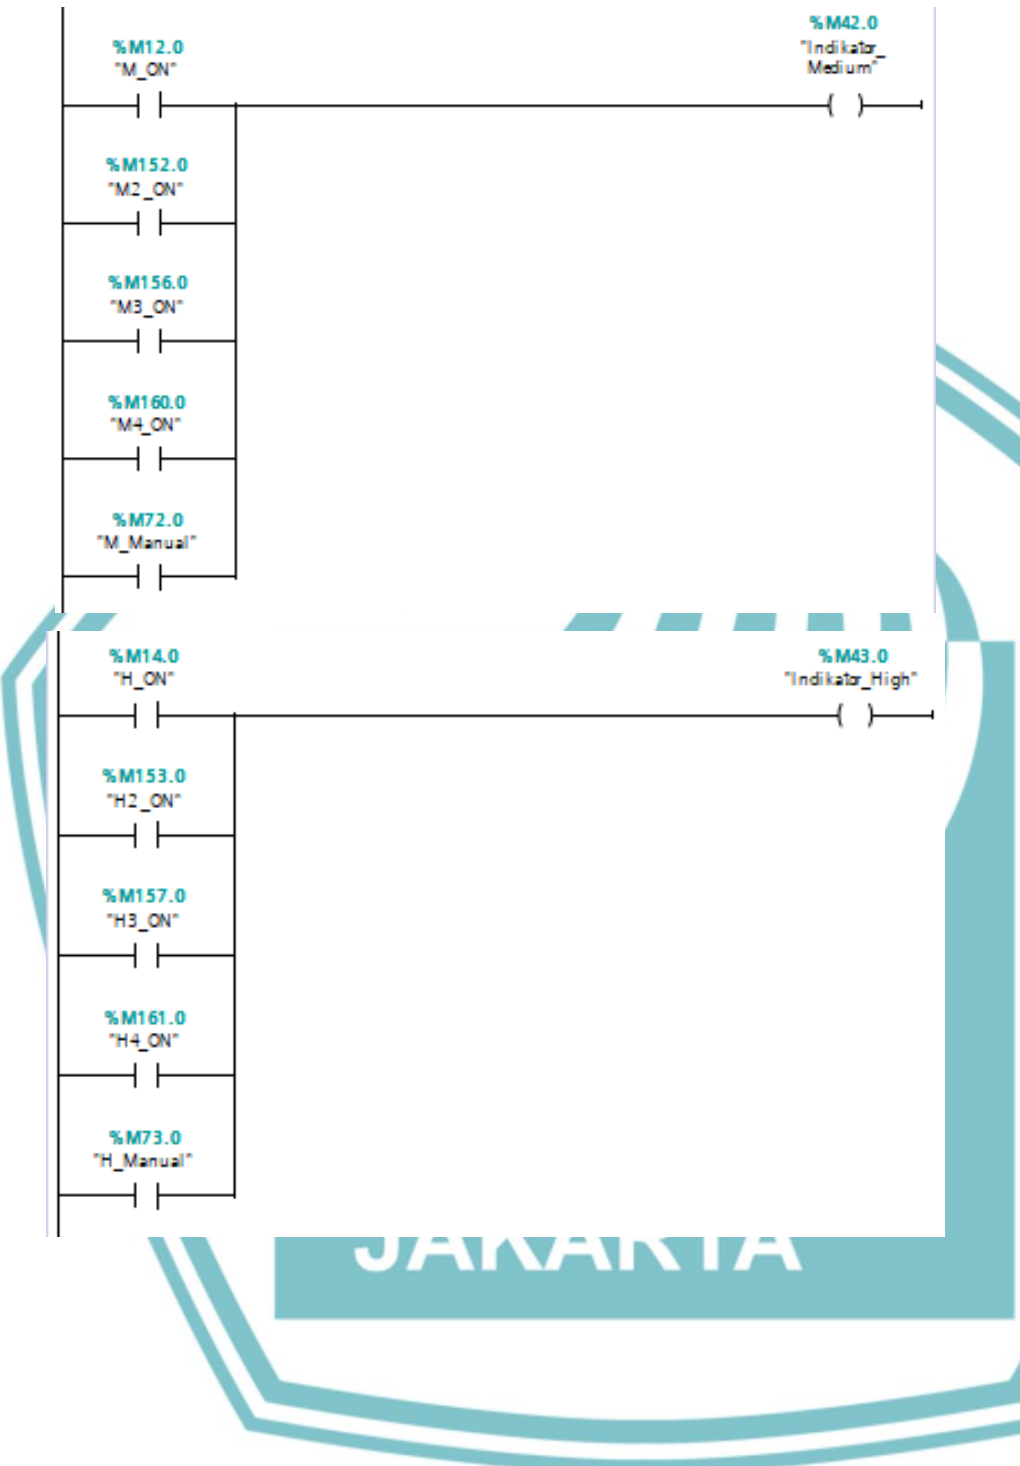 %M42.0
"Indikator_
Medium"
%M12.0
"M_ON"
%M152.0
"M2_ON"
%M156.0
"M3_ON"
%M160.0
"M4_ON"
%M72.0
"M_Manual"
%M14.0
"H_ON"
%M43.0
"Indikator_High"
%M153.0
"H2_ON"
%M157.0
"H3_ON"
%M161.0
"H4_ON"
%M73.0
"H_Manual"
JAKARTA